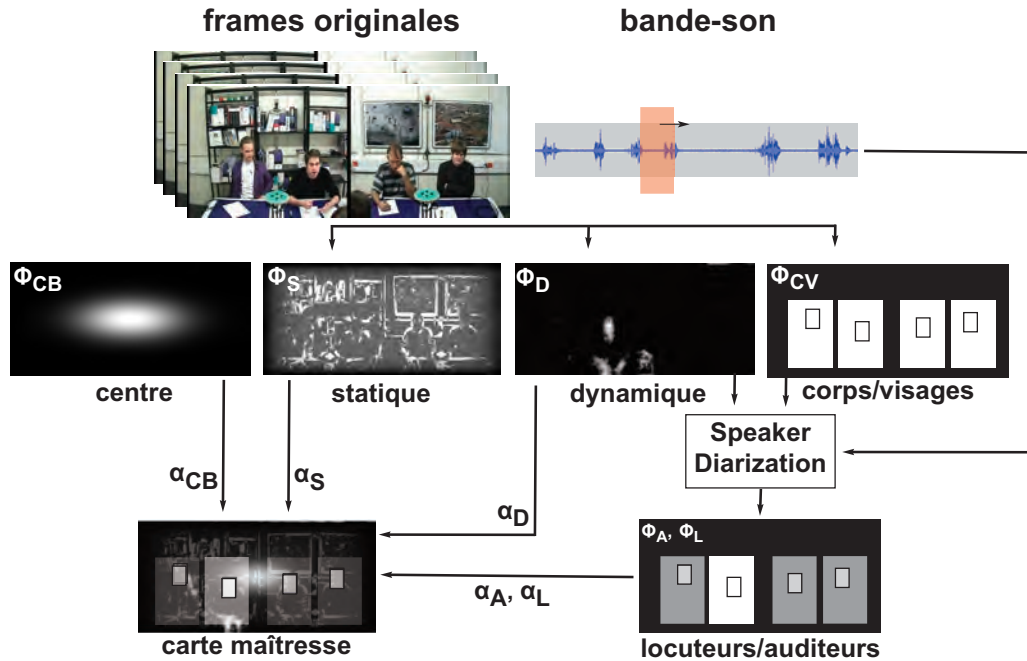 frames originales
bande-son
Φ_CB
Φ_S
Φ_D
Φ_CV
centre
statique
dynamique
corps/visages
Speaker
Diarization
α_CB
α_S
α_D
Φ_A, Φ_L
α_A, α_L
carte maîtresse
locuteurs/auditeurs